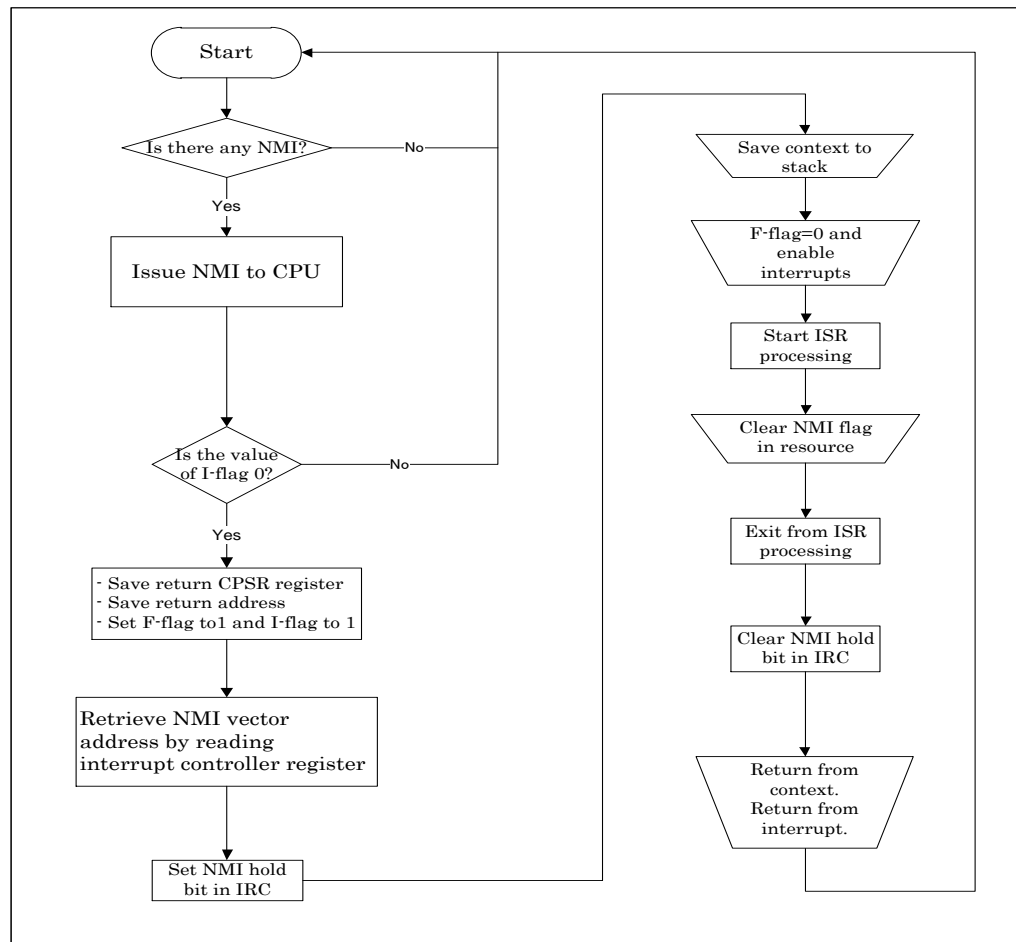 Start
Is there any NMI?
No
Yes
Issue NMI to CPU
Is the value
of I-flag 0?
No
Yes
- Save return CPSR register
- Save return address
- Set F-flag to1 and I-flag to 1
Retrieve NMI vector
address by reading
interrupt controller register
Set NMI hold
bit in IRC
Save context to
stack
F-flag=0 and
enable
interrupts
Start ISR
processing
Clear NMI flag
in resource
Exit from ISR
processing
Clear NMI hold
bit in IRC
Return from
context.
Return from
interrupt.